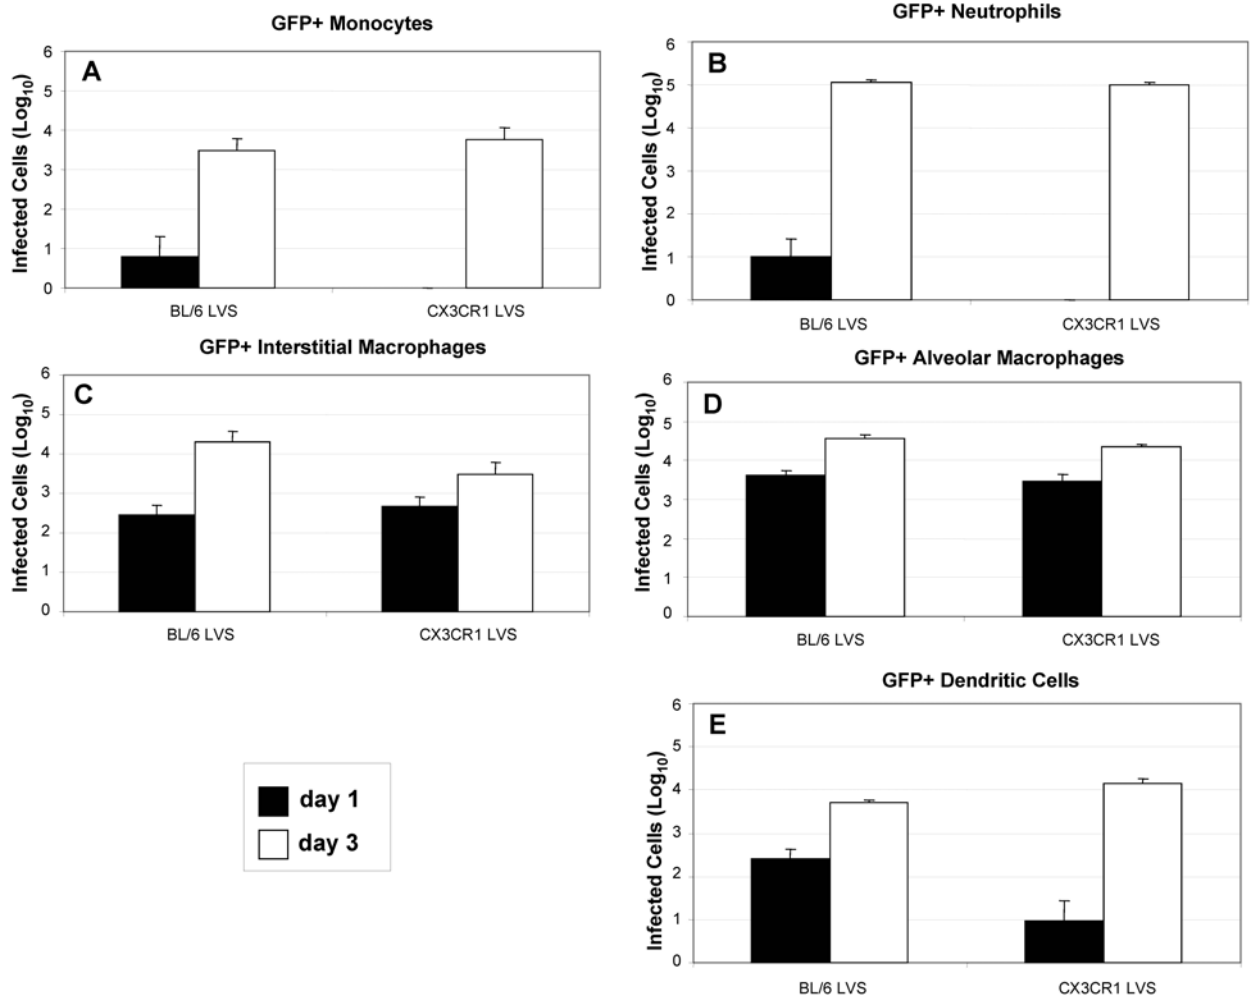 GFP+ Monocytes
A
Infected Cells (Log10)
6
5
4
3
2
1
0
BL/6 LVS
CX3CR1 LVS
GFP+ Neutrophils
B
Infected Cells (Log10)
6
5
4
3
2
1
0
BL/6 LVS
CX3CR1 LVS
GFP+ Interstitial Macrophages
C
Infected Cells (Log10)
6
5
4
3
2
1
0
BL/6 LVS
CX3CR1 LVS
GFP+ Alveolar Macrophages
D
Infected Cells (Log10)
6
5
4
3
2
1
0
BL/6 LVS
CX3CR1 LVS
GFP+ Dendritic Cells
E
Infected Cells (Log10)
6
5
4
3
2
1
0
BL/6 LVS
CX3CR1 LVS
day 1
day 3